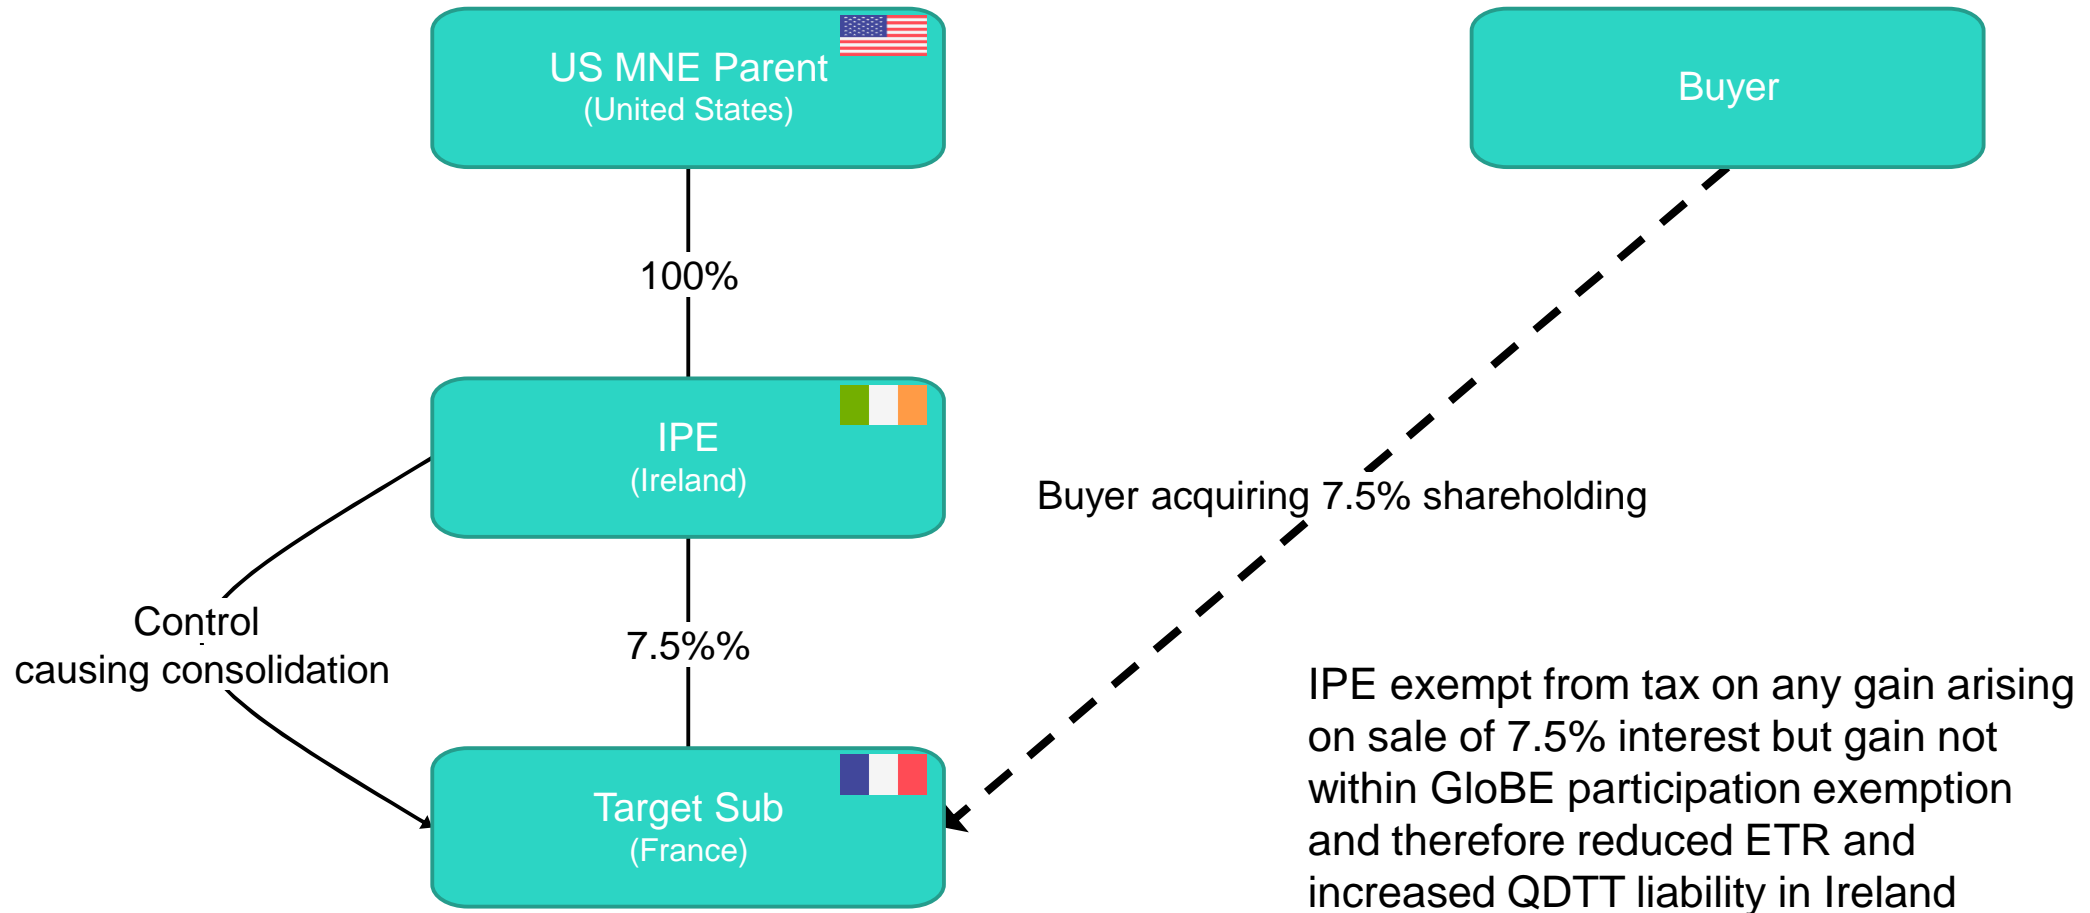 US MNE Parent
(United States)
Buyer
100%
IPE
(Ireland)
Buyer acquiring 7.5% shareholding
Control
causing consolidation
7.5%%
IPE exempt from tax on any gain arising
on sale of 7.5% interest but gain not
within GloBE participation exemption
and therefore reduced ETR and
increased QDTT liability in Ireland
Target Sub
(France)